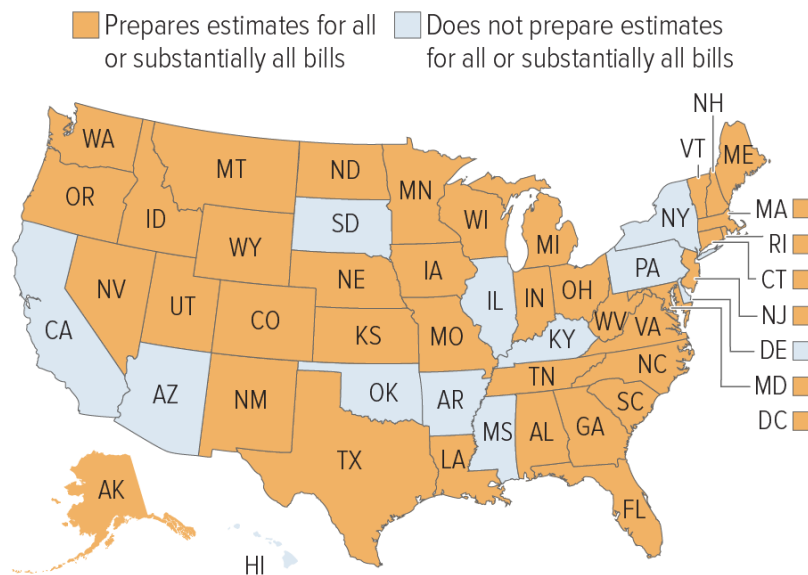 Prepares estimates for all
or substantially all bills
Does not prepare estimates
for all or substantially all bills
NH
VT
ME
WA
MT
ND
MN
OR
ID
WY
SD
WI
MI
NY
MA
RI
CT
NJ
DE
MD
DC
NV
UT
CO
NE
IA
IL
IN
OH
PA
CA
KS
MO
KY
WV
VA
AZ
NM
OK
AR
TN
NC
SC
TX
LA
MS
AL
GA
FL
AK
HI